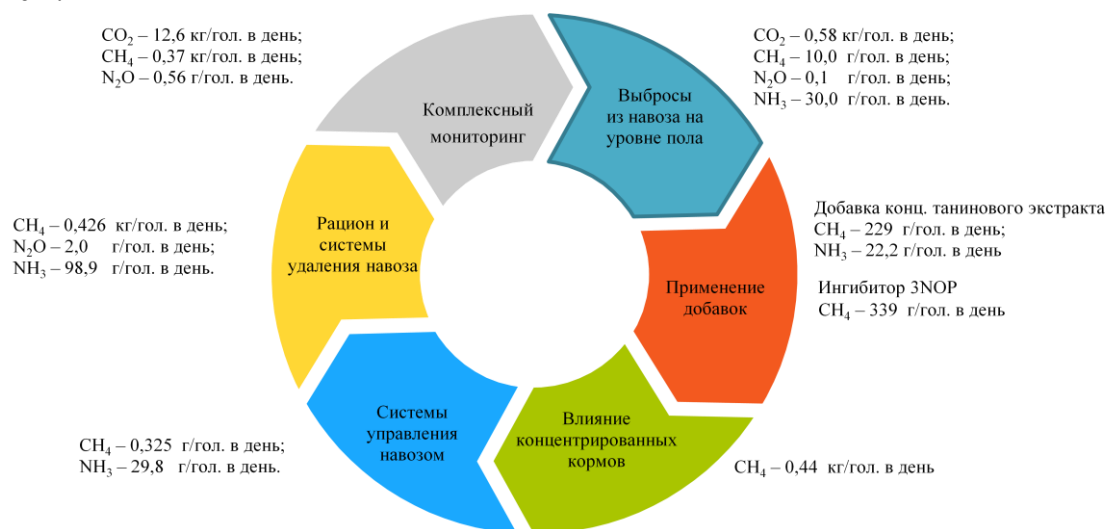 CO₂ – 12,6 кг/гол. в день;
CH₄ – 0,37 кг/гол. в день;
N₂O – 0,56 г/гол. в день.
CO₂ – 0,58 кг/гол. в день;
CH₄ – 10,0 г/гол. в день;
N₂O – 0,1 г/гол. в день;
NH₃ – 30,0 г/гол. в день.
Комплексный
мониторинг
Выбросы
из навоза на
уровне пола
CH₄ – 0,426 кг/гол. в день;
N₂O – 2,0 г/гол. в день;
NH₃ – 98,9 г/гол. в день.
Рацион и
системы
удаления навоза
Применение
добавок
Добавка конц. танинового экстракта
CH₄ – 229 г/гол. в день;
NH₃ – 22,2 г/гол. в день
Ингибитор 3NOP
CH₄ – 339 г/гол. в день
CH₄ – 0,325 г/гол. в день;
NH₃ – 29,8 г/гол. в день.
Системы
управления
навозом
Влияние
концентрированных
кормов
CH₄ – 0,44 кг/гол. в день